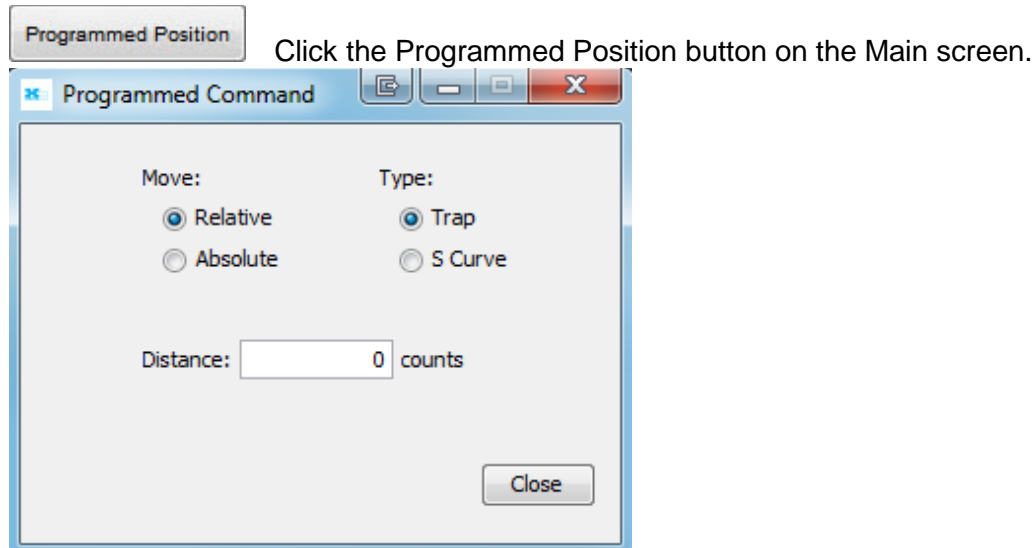 Programmed Position
Click the Programmed Position button on the Main screen.
Programmed Command
Move: Type:
Relative Trap
Absolute S Curve
Distance: 0 counts
Close